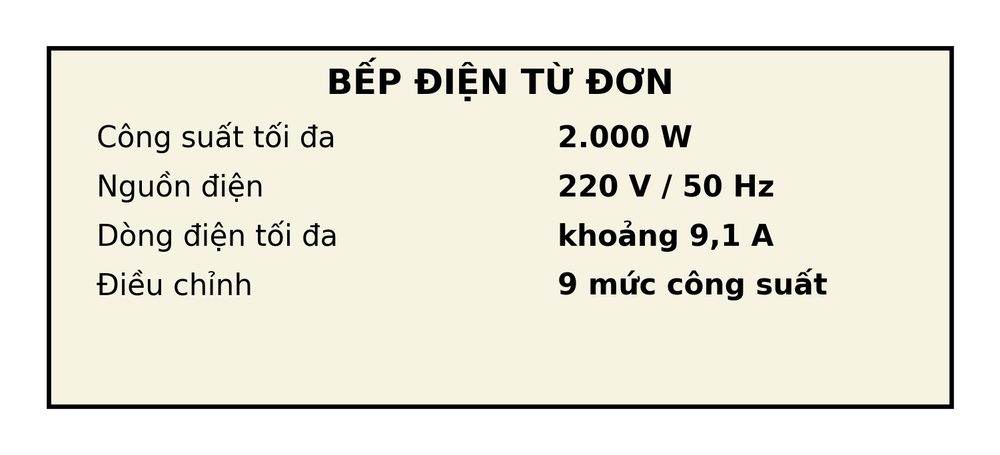 BẾP ĐIỆN TỪ ĐƠN
Công suất tối đa 2.000 W
Nguồn điện 220 V / 50 Hz
Dòng điện tối đa khoảng 9,1 A
Điều chỉnh 9 mức công suất